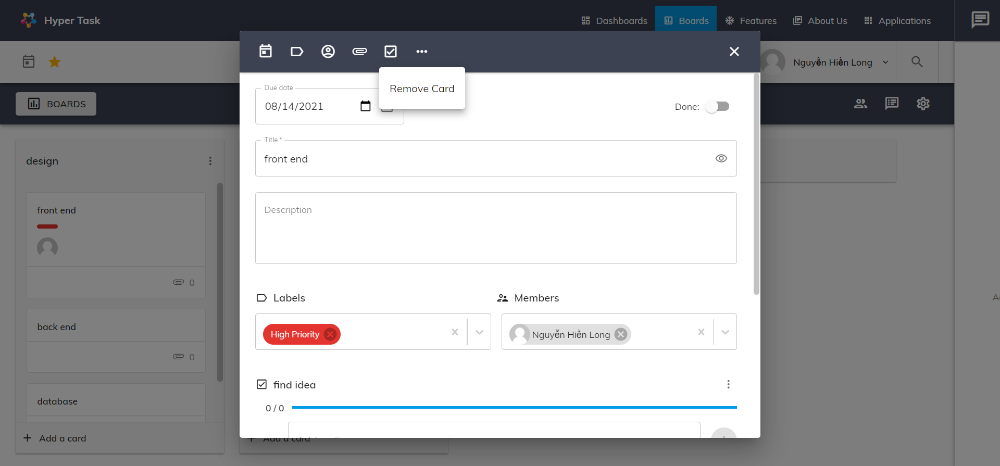 Hyper Task
Dashboards
Boards
Features
About Us
Applications
Nguyễn Hiền Long
BOARDS
Remove Card
Due date
08/14/2021
Done:
Title *
front end
Description
Labels
Members
High Priority
Nguyễn Hiền Long
find idea
0 / 0
design
front end
0
back end
0
database
Add a card
Add a card